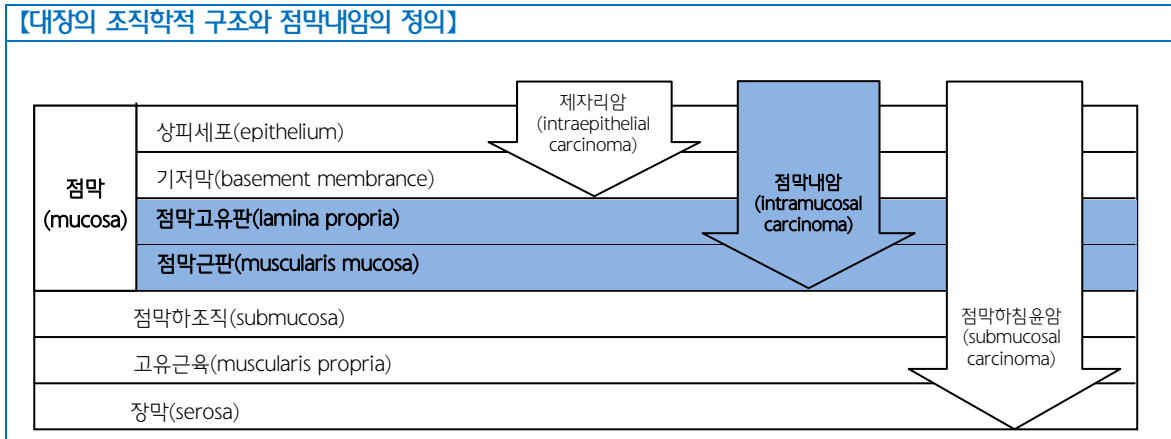 【대장의 조직학적 구조와 점막내암의 정의】
제자리암
(intraepithelial
carcinoma)
상피세포(epithelium)
기저막(basement membrance)
점막
(mucosa)
점막내암
(intramucosal
carcinoma)
점막고유판(lamina propria)
점막근판(muscularis mucosa)
점막하조직(submucosa)
점막하침윤암
(submucosal
carcinoma)
고유근육(muscularis propria)
장막(serosa)